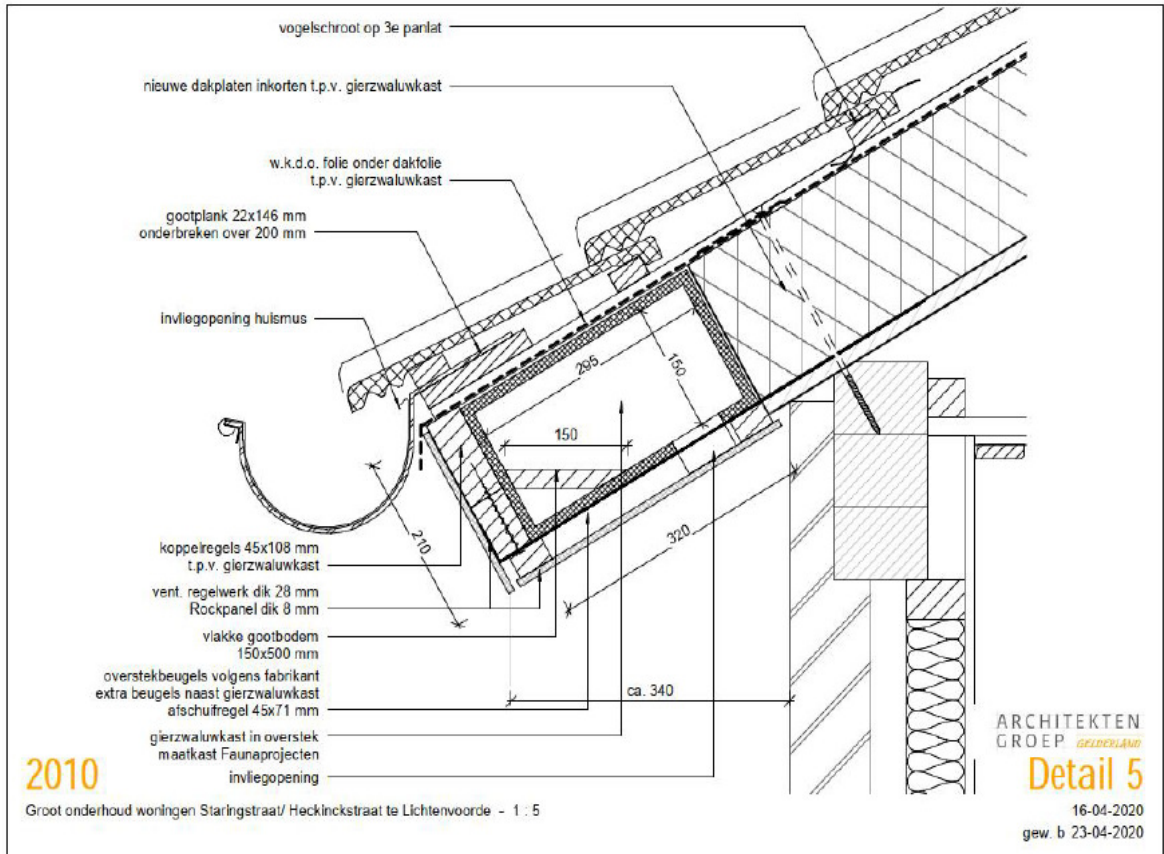 vogelschroot op 3e panlat
nieuwe dakplaten inkorten t.p.v. gierzwaluwkast
w.k.d.o. folie onder dakfolie
t.p.v. gierzwaluwkast
gootplank 22x146 mm
onderbreken over 200 mm
invliegopening huismus
295
150
150
210
320
koppelregels 45x108 mm
t.p.v. gierzwaluwkast
vent. regelwerk dik 28 mm
Rockpanel dik 8 mm
vlakke gootbodem
150x500 mm
overstekbeugels volgens fabrikant
extra beugels naast gierzwaluwkast
afschuifregel 45x71 mm
ca. 340
gierzwaluwkast in overstek
maatkast Faunaprojecten
invliegopening
ARCHITEKTEN
GROEP GELDERLAND
2010
Detail 5
Groot onderhoud woningen Staringstraat/ Heckinckstraat te Lichtenvoorde - 1 : 5
16-04-2020
gew. b 23-04-2020